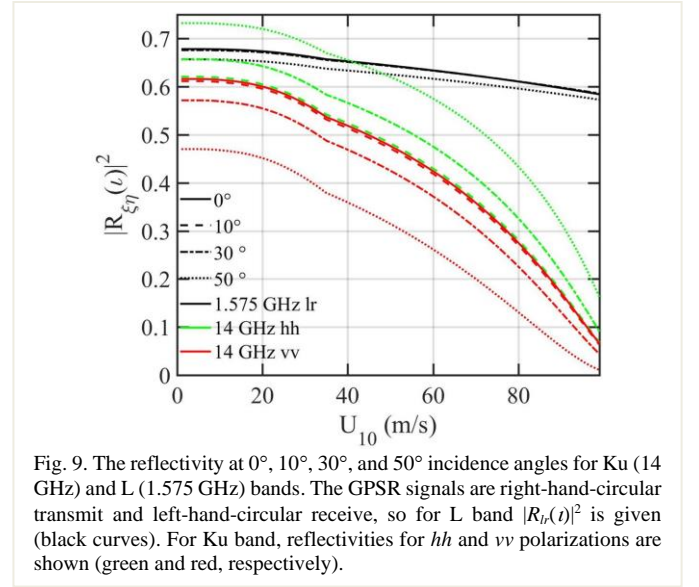 0.7
0.6
0.5
0.4
0.3
0.2
0.1
0
|R_ξη(ι)|²
0°
10°
30 °
50 °
1.575 GHz lr
14 GHz hh
14 GHz vv
0 20 40 60 80
U_10 (m/s)
Fig. 9. The reflectivity at 0°, 10°, 30°, and 50° incidence angles for Ku (14
GHz) and L (1.575 GHz) bands. The GPSR signals are right-hand-circular
transmit and left-hand-circular receive, so for L band |R_lr(ι)|² is given
(black curves). For Ku band, reflectivities for hh and vv polarizations are
shown (green and red, respectively).